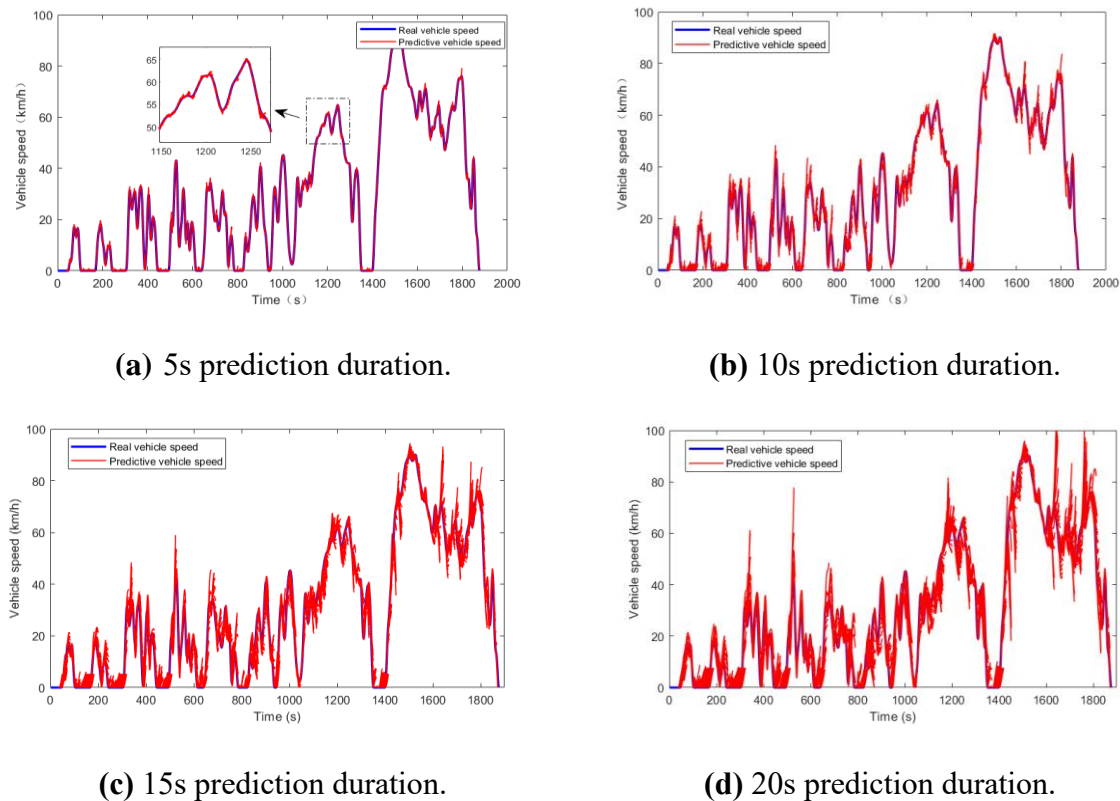 Real vehicle speed
Predictive vehicle speed
100
80
60
40
20
0
Vehicle speed（km/h）
65
60
55
50
1150 1200 1250
0 200 400 600 800 1000 1200 1400 1600 1800 2000
Time（s）
(a) 5s prediction duration.
Real vehicle speed
Predictive vehicle speed
100
80
60
40
20
0
Vehicle speed（km/h）
0 200 400 600 800 1000 1200 1400 1600 1800 2000
Time （s）
(b) 10s prediction duration.
Real vehicle speed
Predictive vehicle speed
100
80
60
40
20
0
Vehicle speed (km/h)
0 200 400 600 800 1000 1200 1400 1600 1800
Time (s)
(c) 15s prediction duration.
Real vehicle speed
Predictive vehicle speed
100
80
60
40
20
0
Vehicle speed (km/h)
0 200 400 600 800 1000 1200 1400 1600 1800
Time (s)
(d) 20s prediction duration.